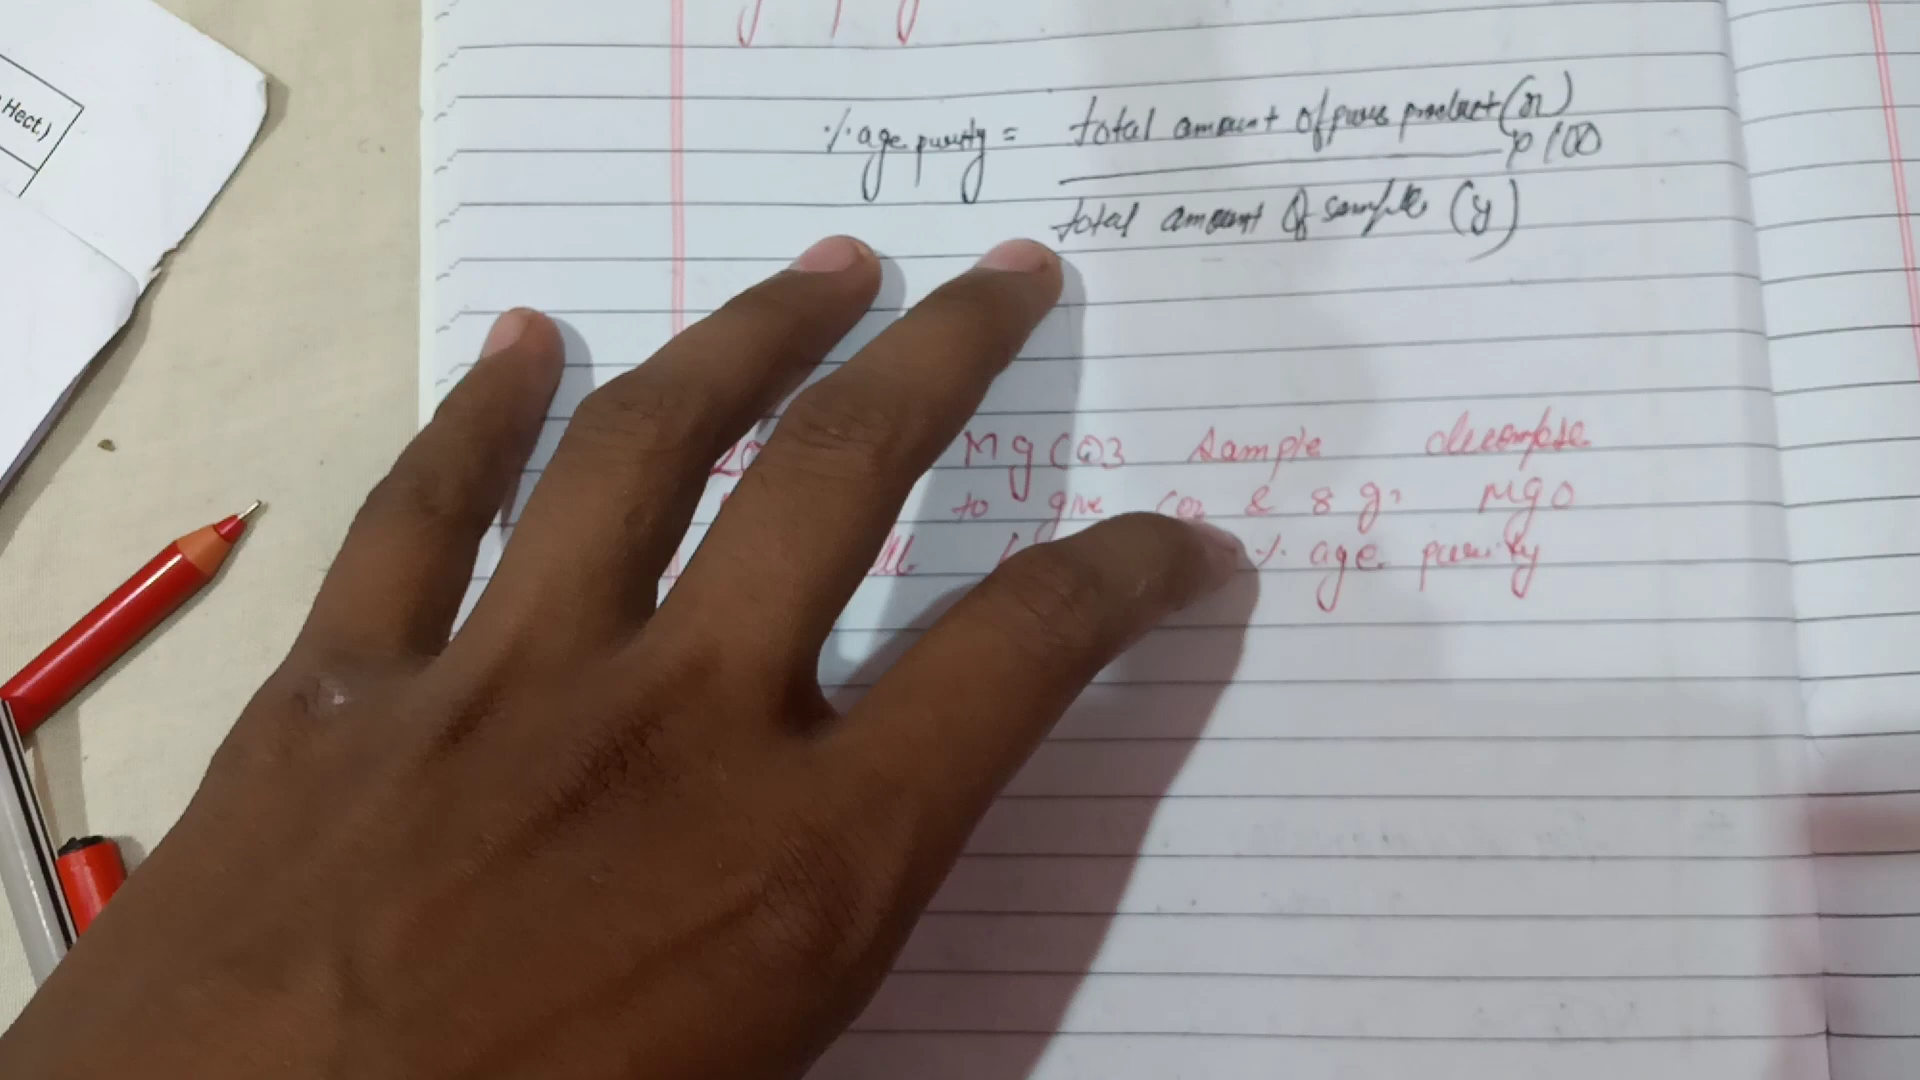 Hect.)
%age purity = total amount of pure product (x) × 100
total amount of sample (y)
20 MgCO3 Sample decompose
to give CO2 & 8 g. MgO
% age purity